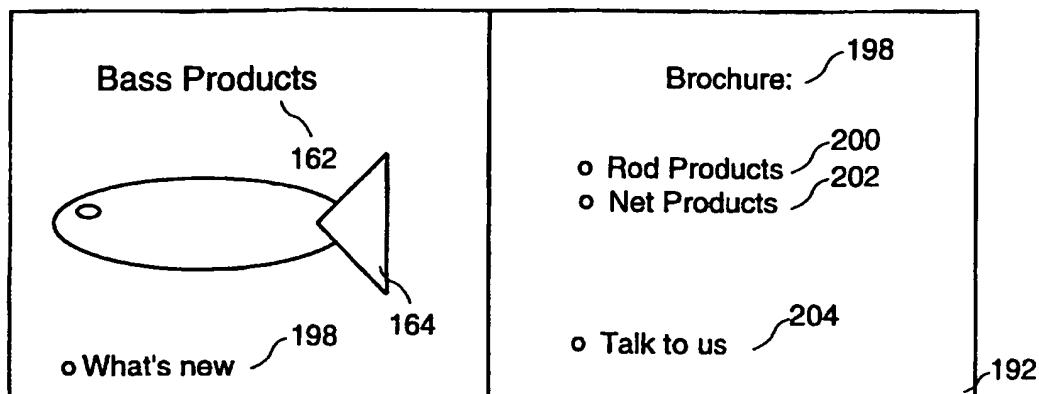 Bass Products
162
164
What's new 198
Brochure: 198
Rod Products 200
Net Products 202
Talk to us 204
192